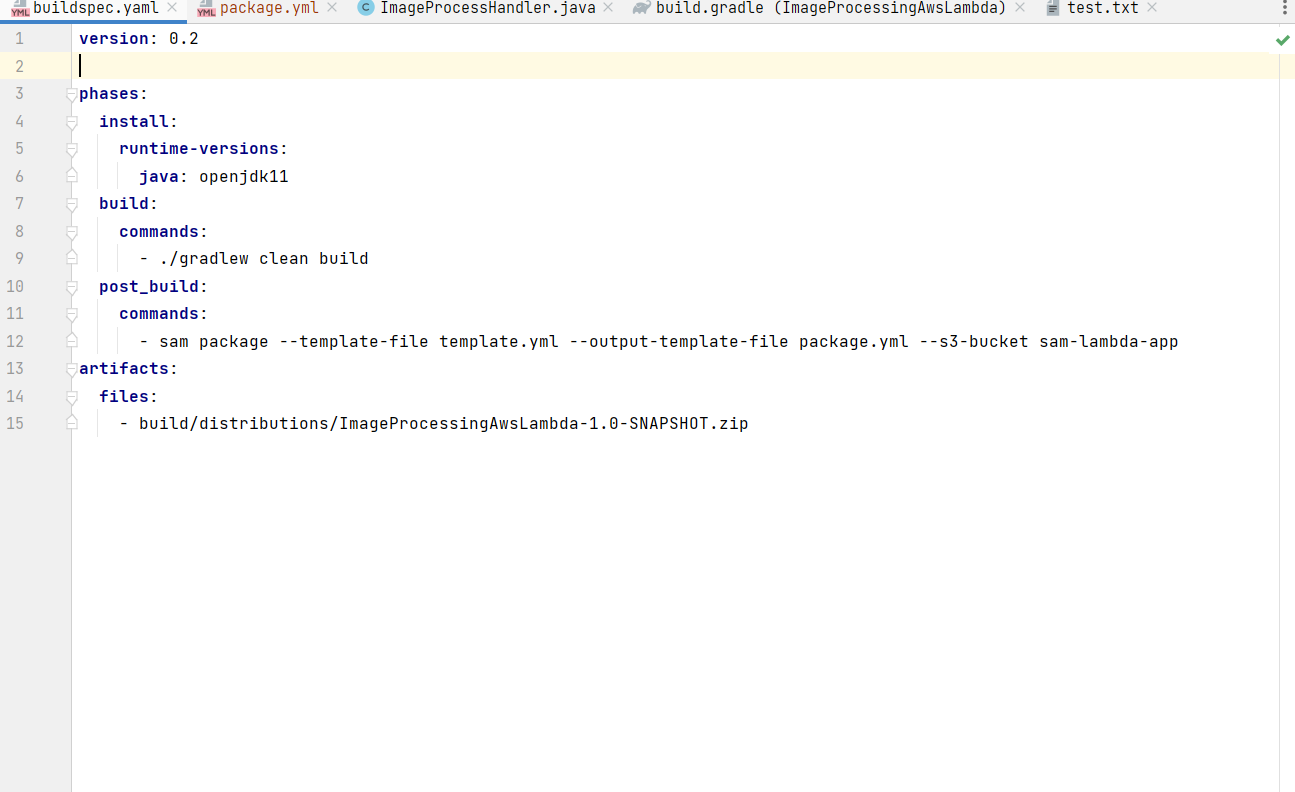 YML buildspec.yaml YML package.yml C ImageProcessHandler.java build.gradle (ImageProcessingAwsLambda) test.txt
1 version: 0.2
2
3 phases:
4   install:
5     runtime-versions:
6       java: openjdk11
7   build:
8     commands:
9       - ./gradlew clean build
10   post_build:
11     commands:
12       - sam package --template-file template.yml --output-template-file package.yml --s3-bucket sam-lambda-app
13 artifacts:
14   files:
15     - build/distributions/ImageProcessingAwsLambda-1.0-SNAPSHOT.zip